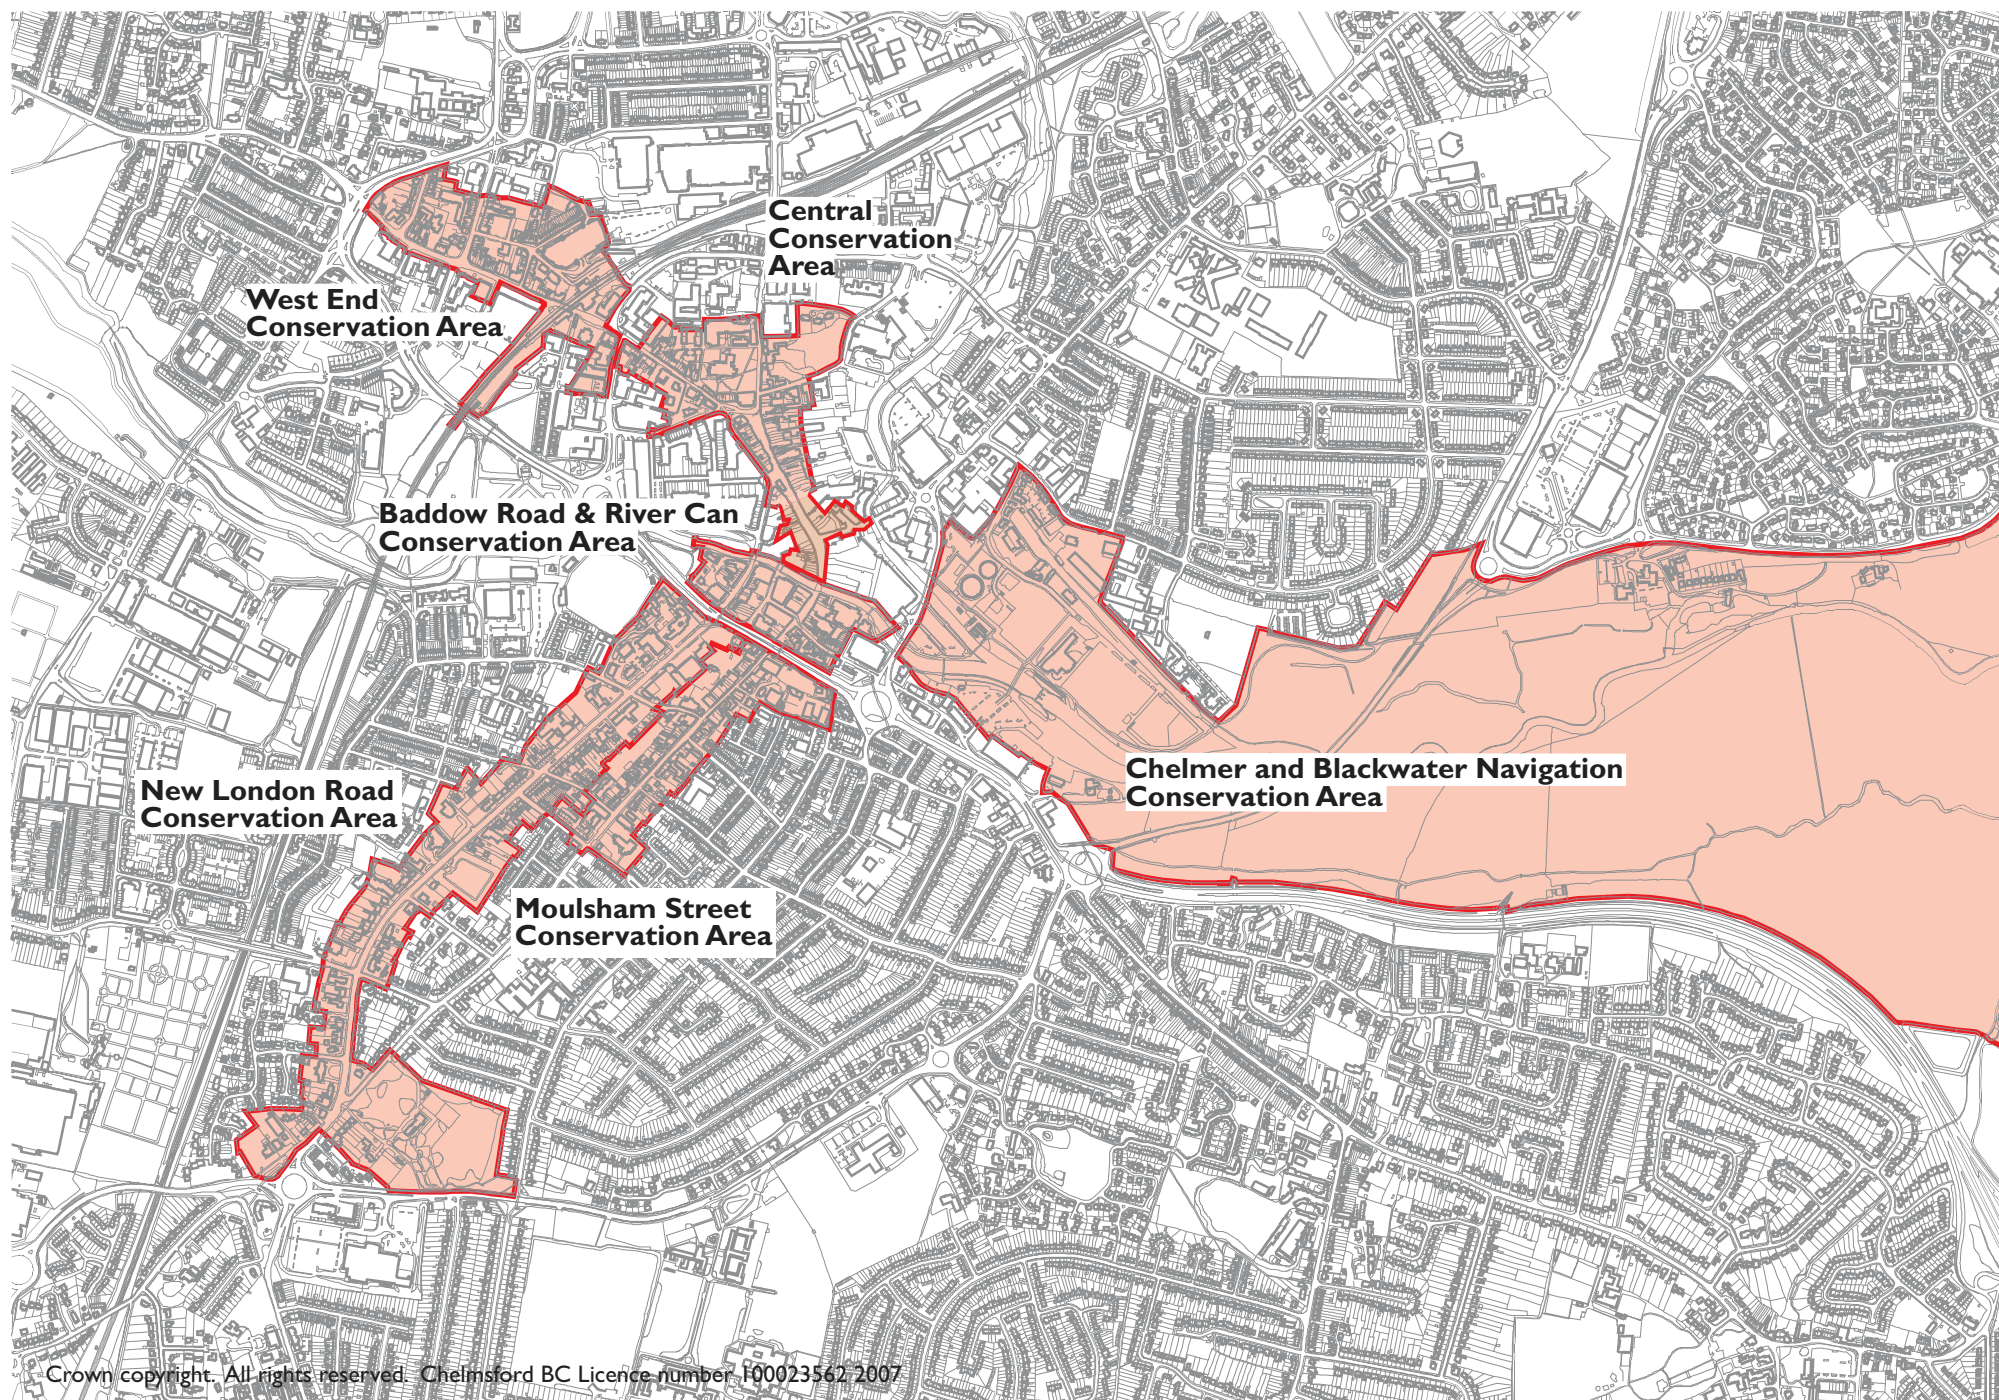 Central
Conservation
Area
West End
Conservation Area
Baddow Road & River Can
Conservation Area
Chelmer and Blackwater Navigation
Conservation Area
New London Road
Conservation Area
Moulsham Street
Conservation Area
Crown copyright. All rights reserved. Chelmsford BC Licence number 100023562 2007